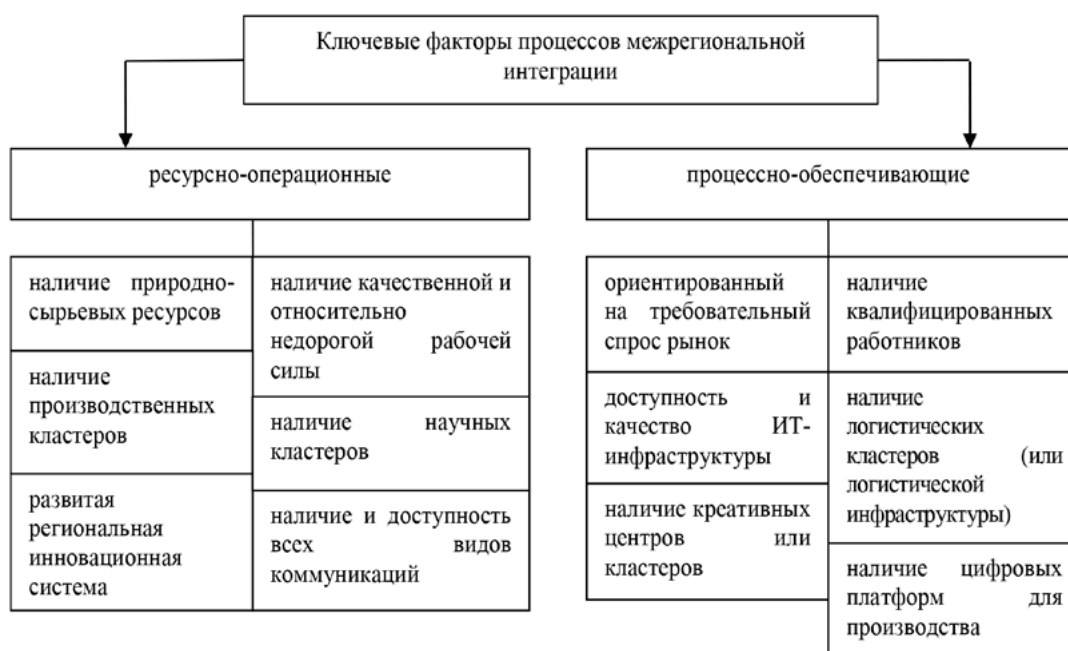 Ключевые факторы процессов межрегиональной
интеграции
ресурсно-операционные
наличие природно-
сырьевых ресурсов
наличие
производственных
кластеров
развитая
региональная
инновационная
система
наличие качественной и
относительно
недорогой рабочей
силы
наличие научных
кластеров
наличие и доступность
всех видов
коммуникаций
процессно-обеспечивающие
ориентированный
на требовательный
спрос рынок
доступность и
качество ИТ-
инфраструктуры
наличие креативных
центров или
кластеров
наличие
квалифицированных
работников
наличие
логистических
кластеров (или
логистической
инфраструктуры)
наличие цифровых
платформ для
производства